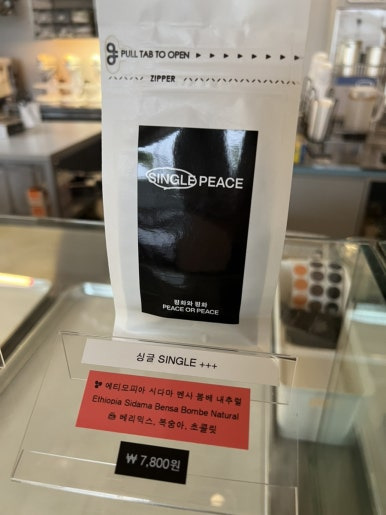 PULL TAB TO OPEN
ZIPPER
SINGLE PEACE
평화와 평화
PEACE OR PEACE
싱글 SINGLE +++
에티오피아 시다마 벤사 봄베 내추럴
Ethiopia Sidama Bensa Bombe Natural
베리믹스, 복숭아, 초콜릿
₩ 7,800원